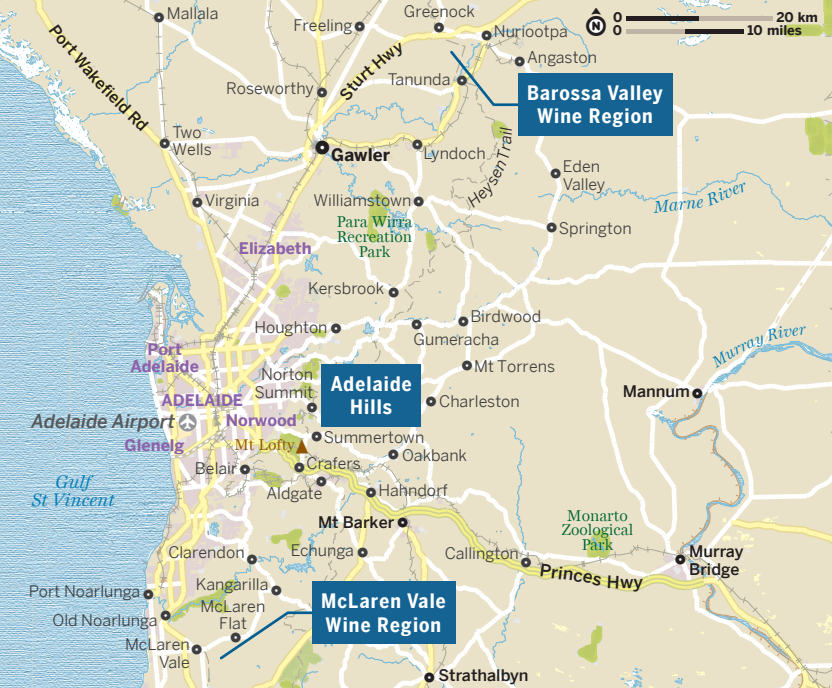 Mallala
Freeling
Greenock
Nuriootpa
Angaston
0
20 km
0
10 miles
N
Port Wakefield Rd
Sturt Hwy
Roseworthy
Tanunda
Barossa Valley
Wine Region
Two
Wells
Gawler
Lyndoch
Heysen Trail
Eden
Valley
Marne River
Virginia
Williamstown
Para Wirra
Recreation
Park
Springton
Elizabeth
Kersbrook
Houghton
Gumeracha
Birdwood
Murray River
Port
Adelaide
Norton
Summit
Adelaide
Hills
Mt Torrens
Mannum
ADELAIDE
Charleston
Adelaide Airport
Norwood
Glenelg
Mt Lofty
Summertown
Oakbank
Belair
Crafers
Gulf
St Vincent
Aldgate
Hahndorf
Mt Barker
Monarto
Zoological
Park
Clarendon
Echunga
Callington
Murray
Bridge
Princes Hwy
Port Noarlunga
Kangarilla
McLaren
Flat
Old Noarlunga
McLaren Vale
Wine Region
McLaren
Vale
Strathalbyn